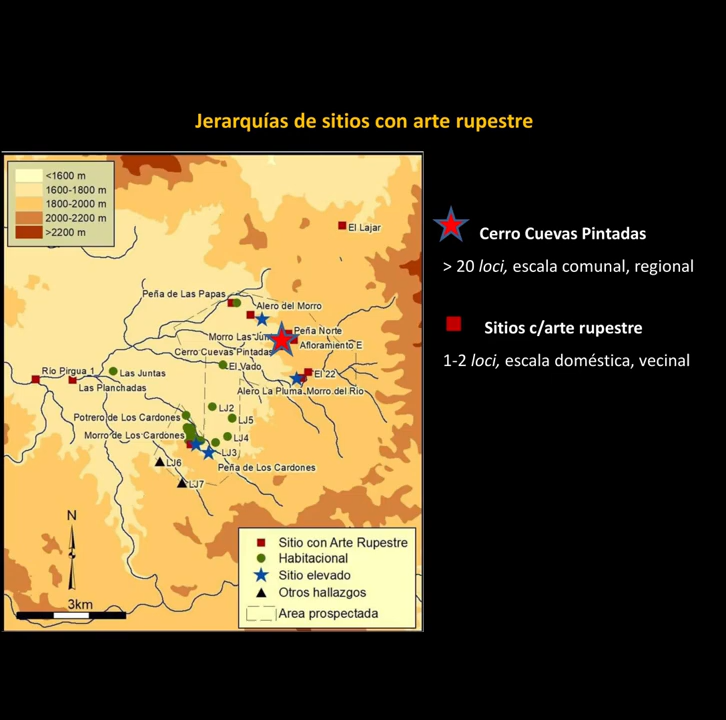 Jerarquías de sitios con arte rupestre
<1600 m
1600-1800 m
1800-2000 m
2000-2200 m
>2200 m
El Lajar
Peña de Las Papas
Alero del Morro
Peña Norte
Morro Las Jun
Afloramiento E
Cerro Cuevas Pintadas
El Vado
Río Pirgua 1
Las Juntas
El 22
Las Planchadas
Alero La Pluma
Morro del Río
LJ2
Potrero de Los Cardones
LJ5
Morro de Los Cardones
LJ4
LJ3
LJ6
Peña de Los Cardones
LJ7
N
3km
Sitio con Arte Rupestre
Habitacional
Sitio elevado
Otros hallazgos
Area prospectada
Cerro Cuevas Pintadas
> 20 loci, escala comunal, regional
Sitios c/arte rupestre
1-2 loci, escala doméstica, vecinal